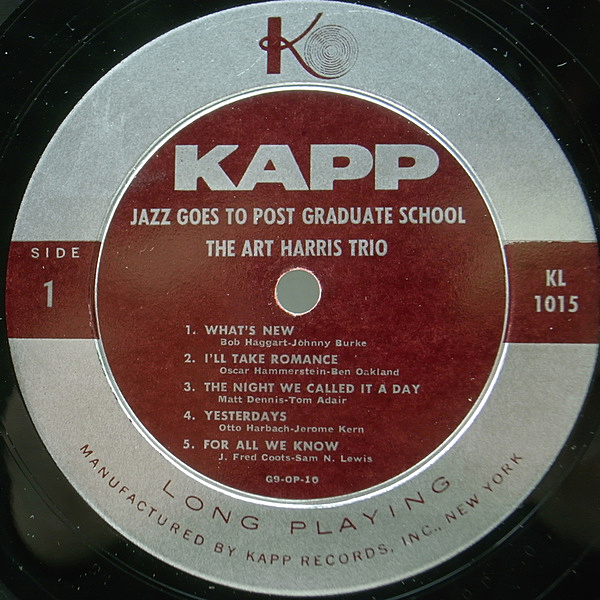 K
KAPP
JAZZ GOES TO POST GRADUATE SCHOOL
THE ART HARRIS TRIO
SIDE
1
KL
1015
1. WHAT'S NEW
Bob Haggart-Johnny Burke
2. I'LL TAKE ROMANCE
Oscar Hammerstein-Ben Oakland
3. THE NIGHT WE CALLED IT A DAY
Matt Dennis-Tom Adair
4. YESTERDAYS
Otto Harbach-Jerome Kern
5. FOR ALL WE KNOW
J. Fred Coots-Sam N. Lewis
G9-OP-10
LONG PLAYING
MANUFACTURED BY KAPP RECORDS, INC., NEW YORK